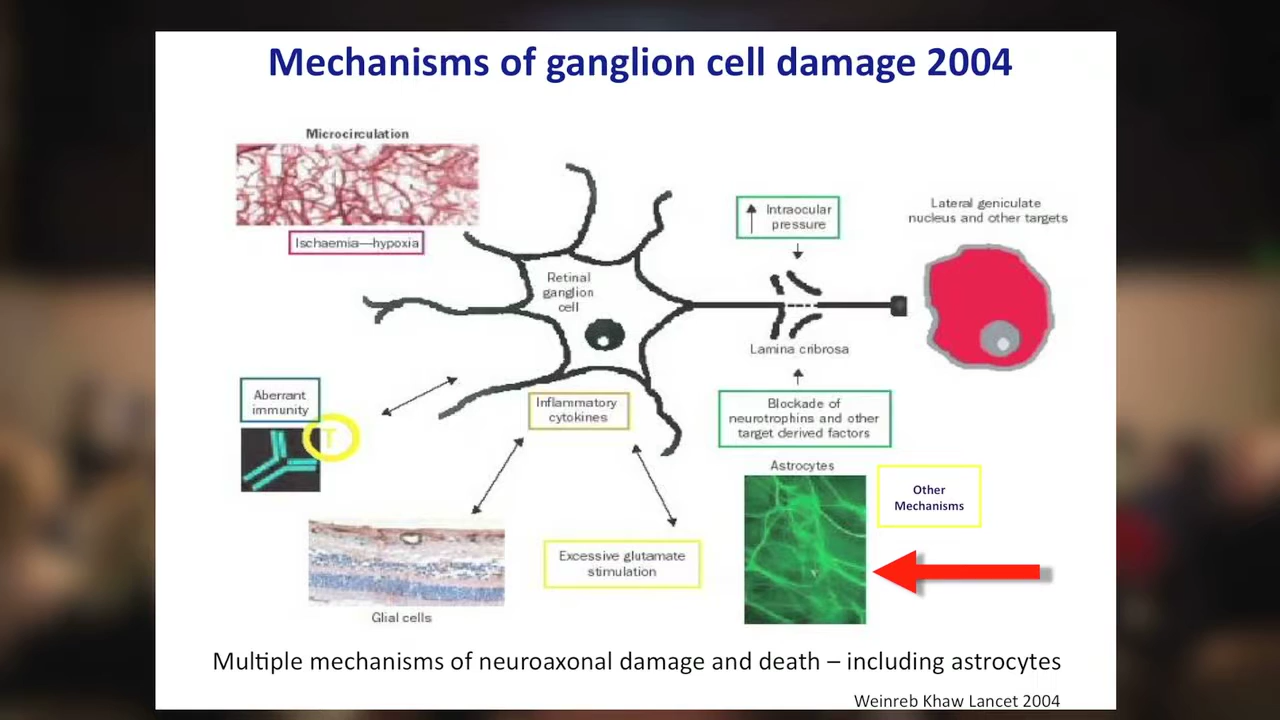 Mechanisms of ganglion cell damage 2004
Microcirculation
Ischaemia—hypoxia
Retinal
ganglion
cell
Intraocular
pressure
Lateral geniculate
nucleus and other targets
Lamina cribrosa
Aberrant
immunity
T
Inflammatory
cytokines
Blockade of
neurotrophins and other
target derived factors
Astrocytes
Other
Mechanisms
Excessive glutamate
stimulation
Glial cells
Multiple mechanisms of neuroaxonal damage and death – including astrocytes
Weinreb Khaw Lancet 2004